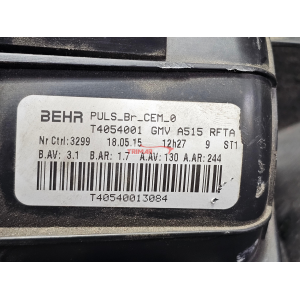 BEHR PULS_Br_CEM_0
T4054001 GMV A515 RFTA
Nr Ctrl:3299 18.05.15 12h27 9 ST1
B.AV: 3.1 B.AR: 1.7 A.AV:130 A.AR:244
T40540013084